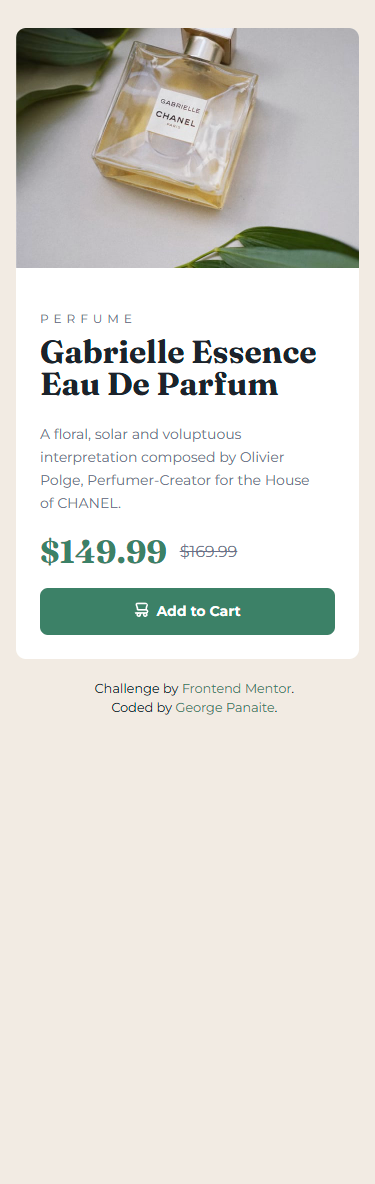 GABRIELLE
CHANEL
PARIS
PERFUME
Gabrielle Essence
Eau De Parfum
A floral, solar and voluptuous
interpretation composed by Olivier
Polge, Perfumer-Creator for the House
of CHANEL.
$149.99 $169.99
Add to Cart
Challenge by Frontend Mentor.
Coded by George Panaite.